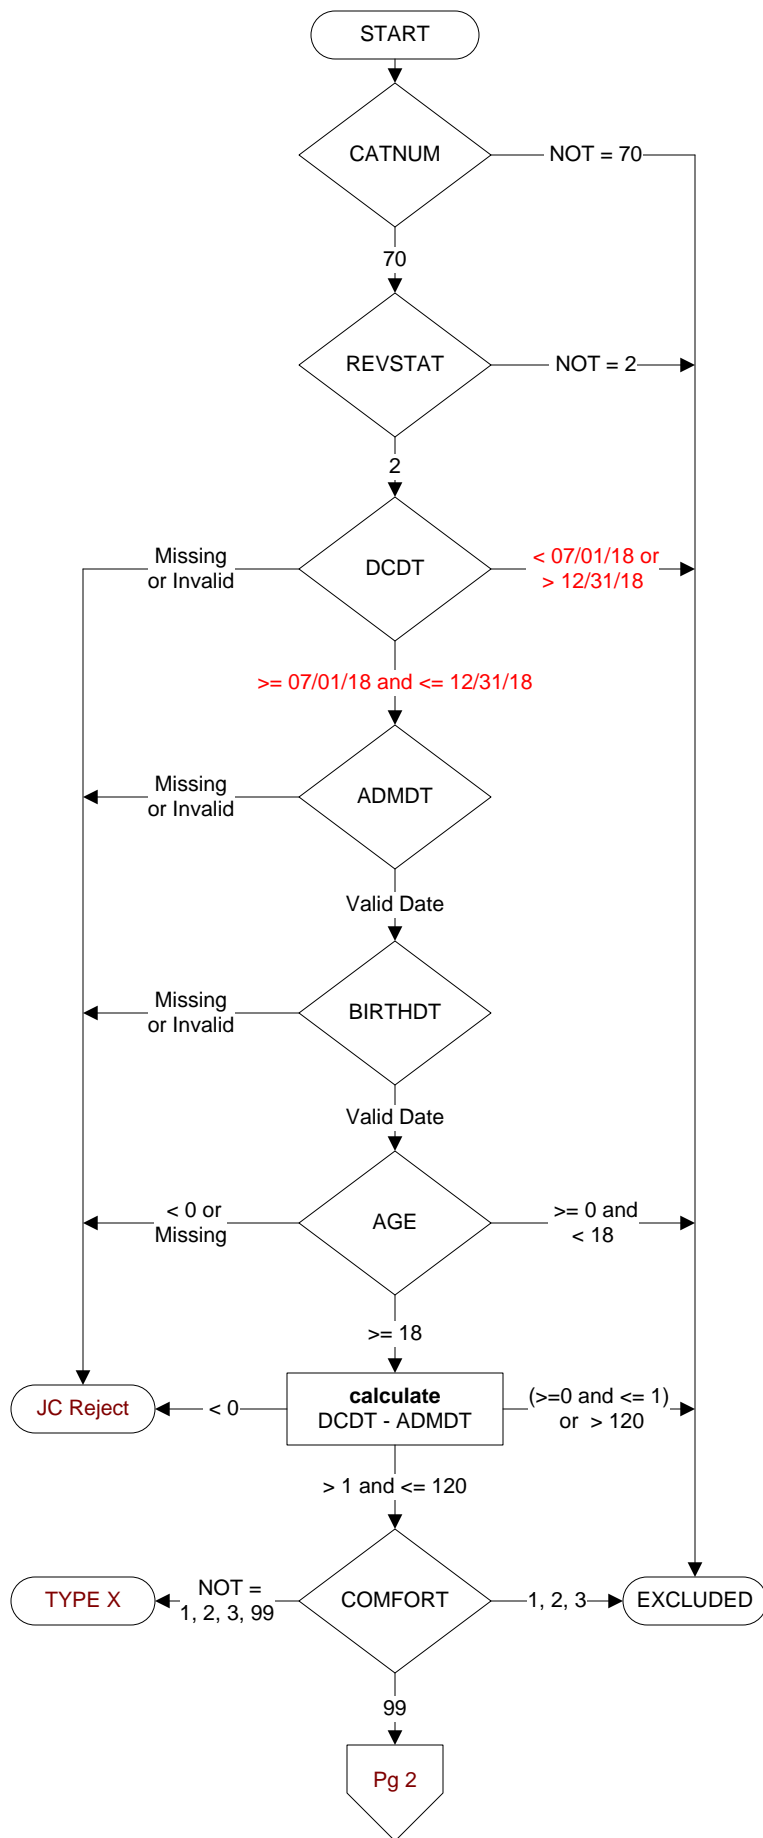 START
CATNUM
NOT = 70
70
REVSTAT
NOT = 2
2
Missing
or Invalid
DCDT
< 07/01/18 or
> 12/31/18
>= 07/01/18 and <= 12/31/18
Missing
or Invalid
ADMDT
Valid Date
Missing
or Invalid
BIRTHDT
Valid Date
< 0 or
Missing
AGE
>= 0 and
< 18
>= 18
JC Reject
< 0
calculate
DCDT - ADMDT
(>=0 and <= 1)
or > 120
> 1 and <= 120
TYPE X
NOT =
1, 2, 3, 99
COMFORT
1, 2, 3
EXCLUDED
99
Pg 2